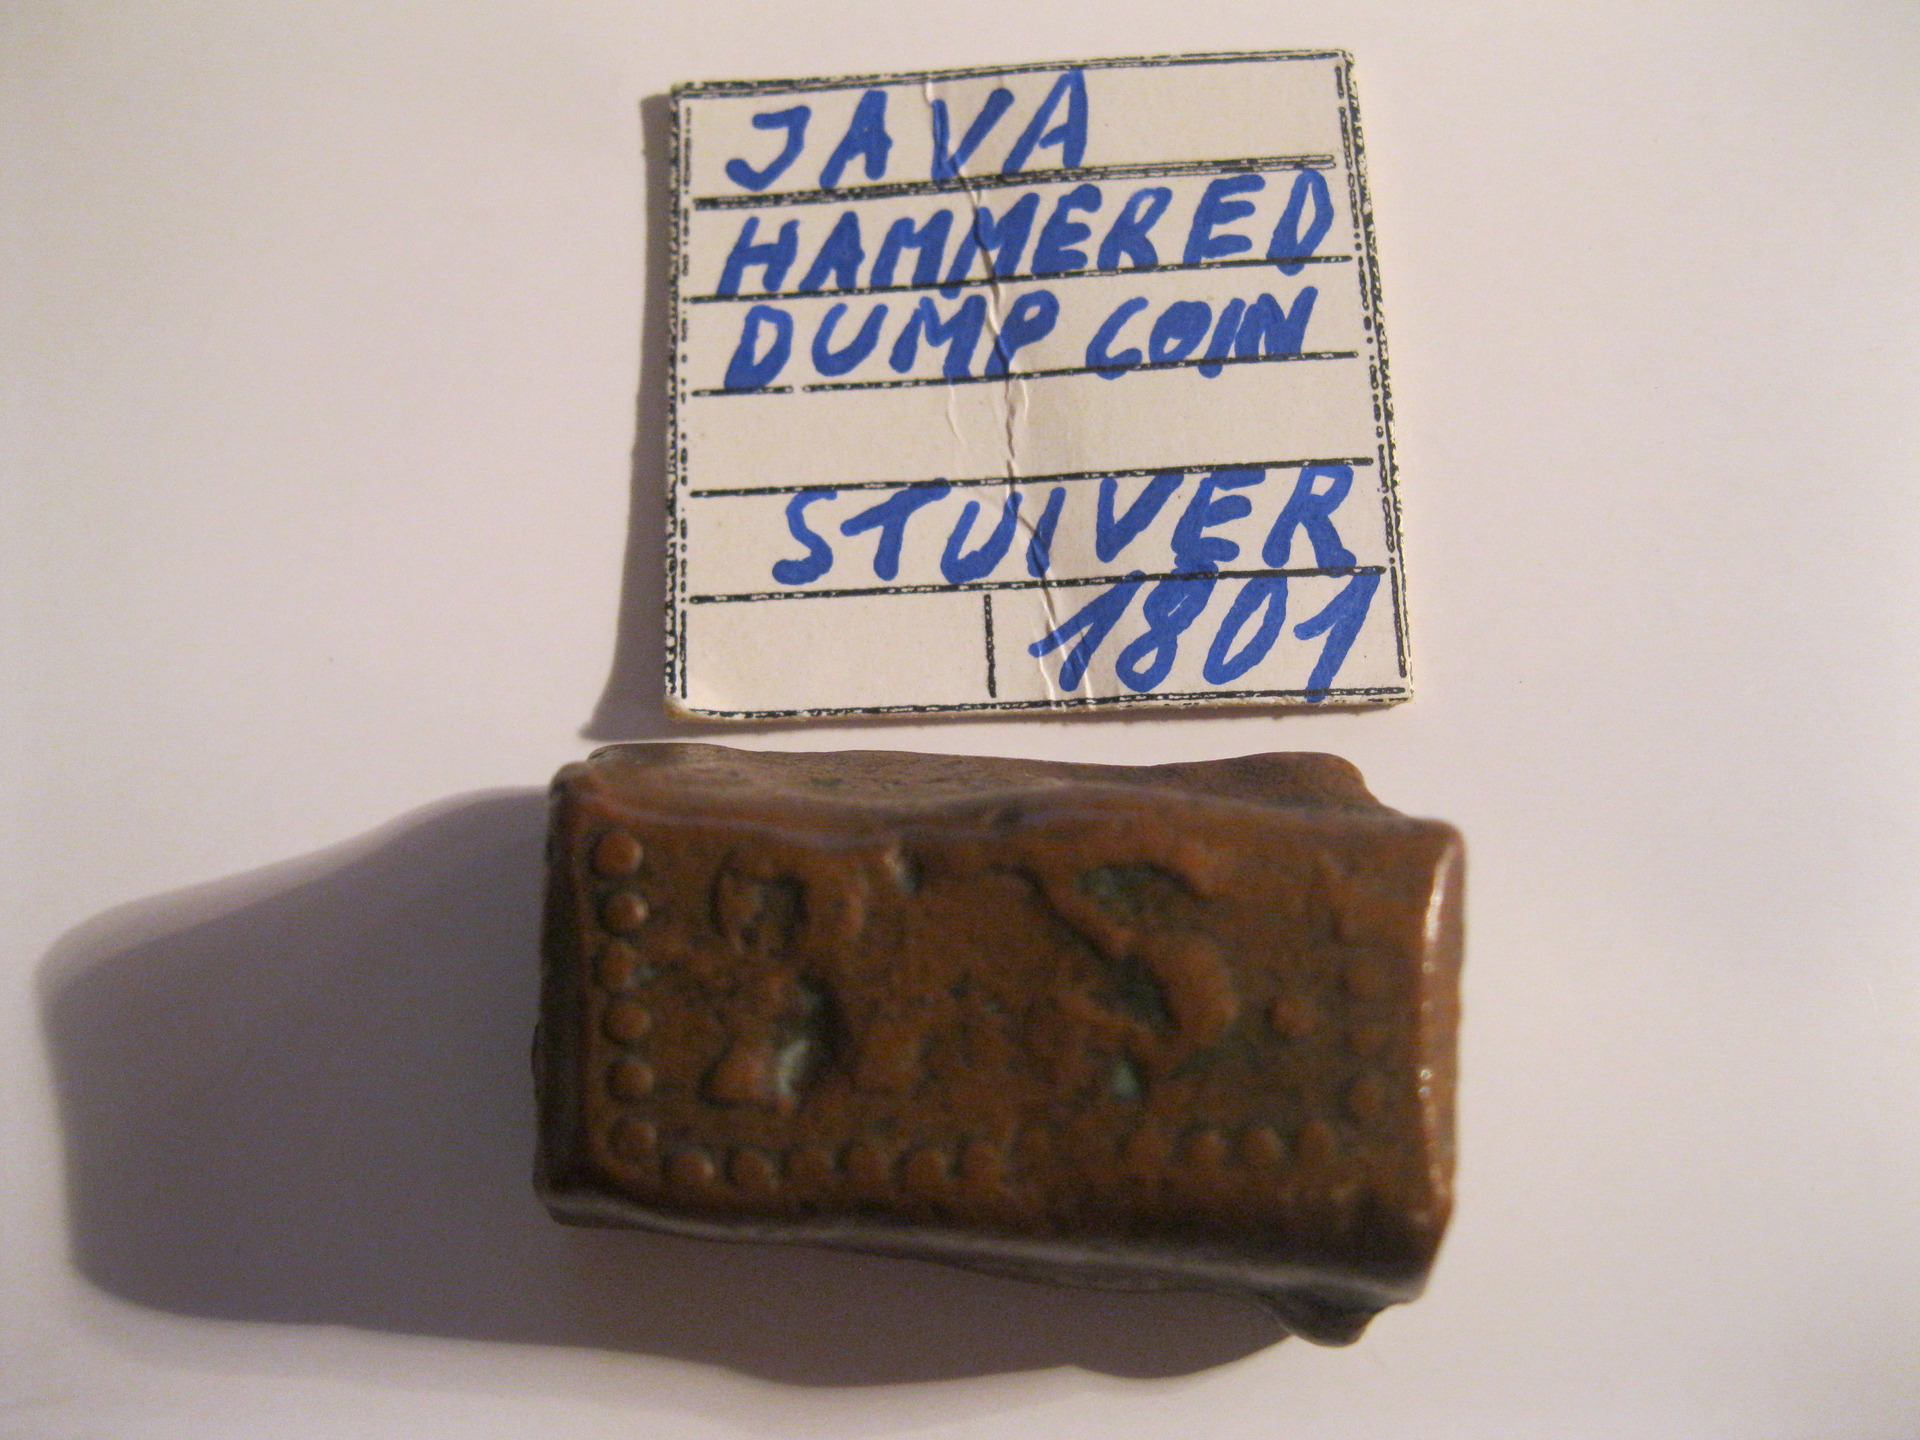 JAVA
HAMMERED
DUMP COIN
STUIVER
1801